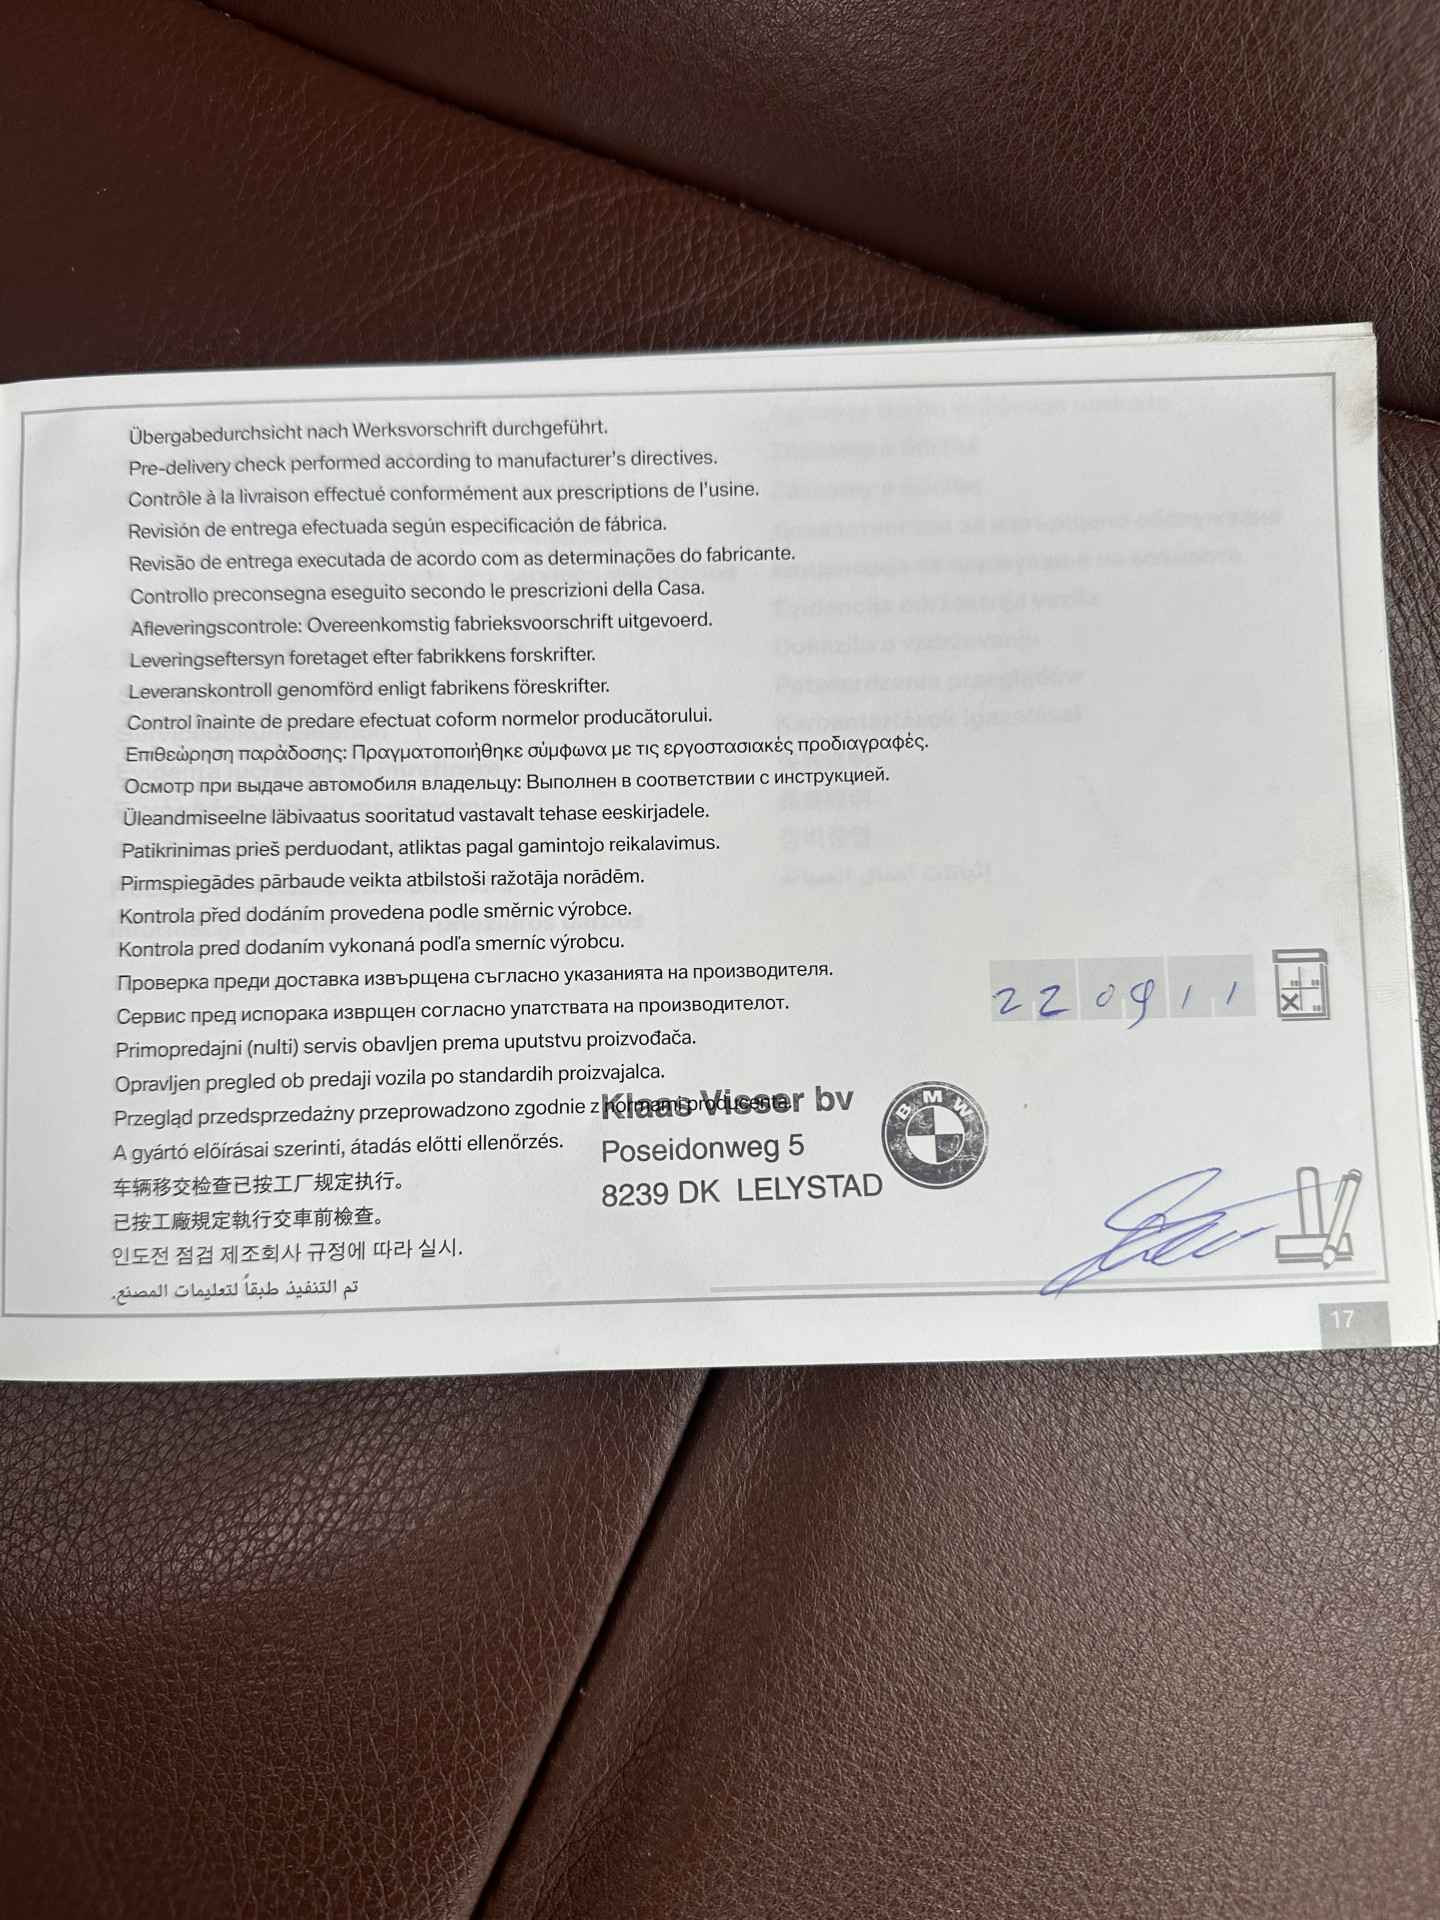 Übergabedurchsicht nach Werksvorschrift durchgeführt.
Pre-delivery check performed according to manufacturer's directives.
Contrôle à la livraison effectué conformément aux prescriptions de l'usine.
Revisión de entrega efectuada según especificación de fábrica.
Revisão de entrega executada de acordo com as determinações do fabricante.
Controllo preconsegna eseguito secondo le prescrizioni della Casa.
Afleveringscontrole: Overeenkomstig fabrieksvoorschrift uitgevoerd.
Leveringseftersyn foretaget efter fabrikkens forskrifter.
Leveranskontroll genomförd enligt fabrikens föreskrifter.
Control înainte de predare efectuat coform normelor producătorului.
Επιθεώρηση παράδοσης: Πραγματοποιήθηκε σύμφωνα με τις εργοστασιακές προδιαγραφές.
Осмотр при выдаче автомобиля владельцу: Выполнен в соответствии с инструкцией.
Üleandmiseelne läbivaatus sooritatud vastavalt tehase eeskirjadele.
Patikrinimas prieš perduodant, atliktas pagal gamintojo reikalavimus.
Pirmspiegādes pārbaude veikta atbilstoši ražotāja norādēm.
Kontrola před dodáním provedena podle směrnic výrobce.
Kontrola pred dodaním vykonaná podľa smerníc výrobcu.
Проверка преди доставка извърщена съгласно указанията на производителя.
Сервис пред испорака изврщен согласно упатствата на производителот.
Primopredajni (nulti) servis obavljen prema uputstvu proizvođača.
Opravljen pregled ob predaji vozila po standardih proizvajalca.
Przegląd przedsprzedażny przeprowadzono zgodnie z normami producenta.
A gyártó előírásai szerinti, átadás előtti ellenőrzés.
车辆移交检查已按工厂规定执行。
已按工廠規定執行交車前檢查。
인도전 점검 제조회사 규정에 따라 실시.
تم التنفيذ طبقاً لتعليمات المصنع.
22 09 11
Klaas Visser bv
Poseidonweg 5
8239 DK LELYSTAD
BMW
17